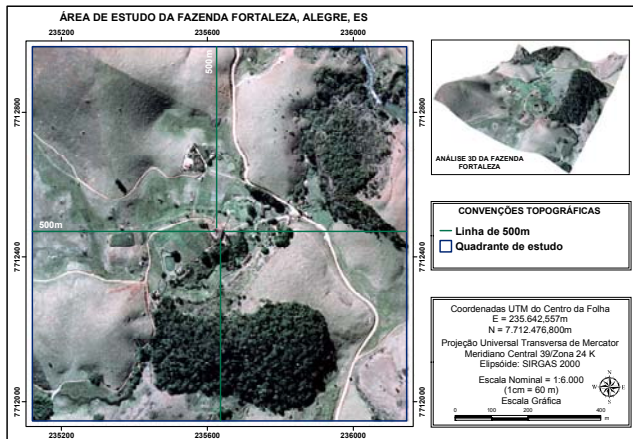 ÁREA DE ESTUDO DA FAZENDA FORTALEZA, ALEGRE, ES
235200 235600 236000
7712800
7712400
7712000
500m
500m
235200 235600 236000
7712800
7712400
7712000
ANÁLISE 3D DA FAZENDA
FORTALEZA
CONVENÇÕES TOPOGRÁFICAS
Linha de 500m
Quadrante de estudo
Coordenadas UTM do Centro da Folha
E = 235.642,557m
N = 7.712.476,800m
Projeção Universal Transversa de Mercator
Meridiano Central 39/Zona 24 K
Elipsóide: SIRGAS 2000
Escala Nominal = 1:6.000
(1cm = 60 m)
Escala Gráfica
N
W E
S
0 100 200 400
m